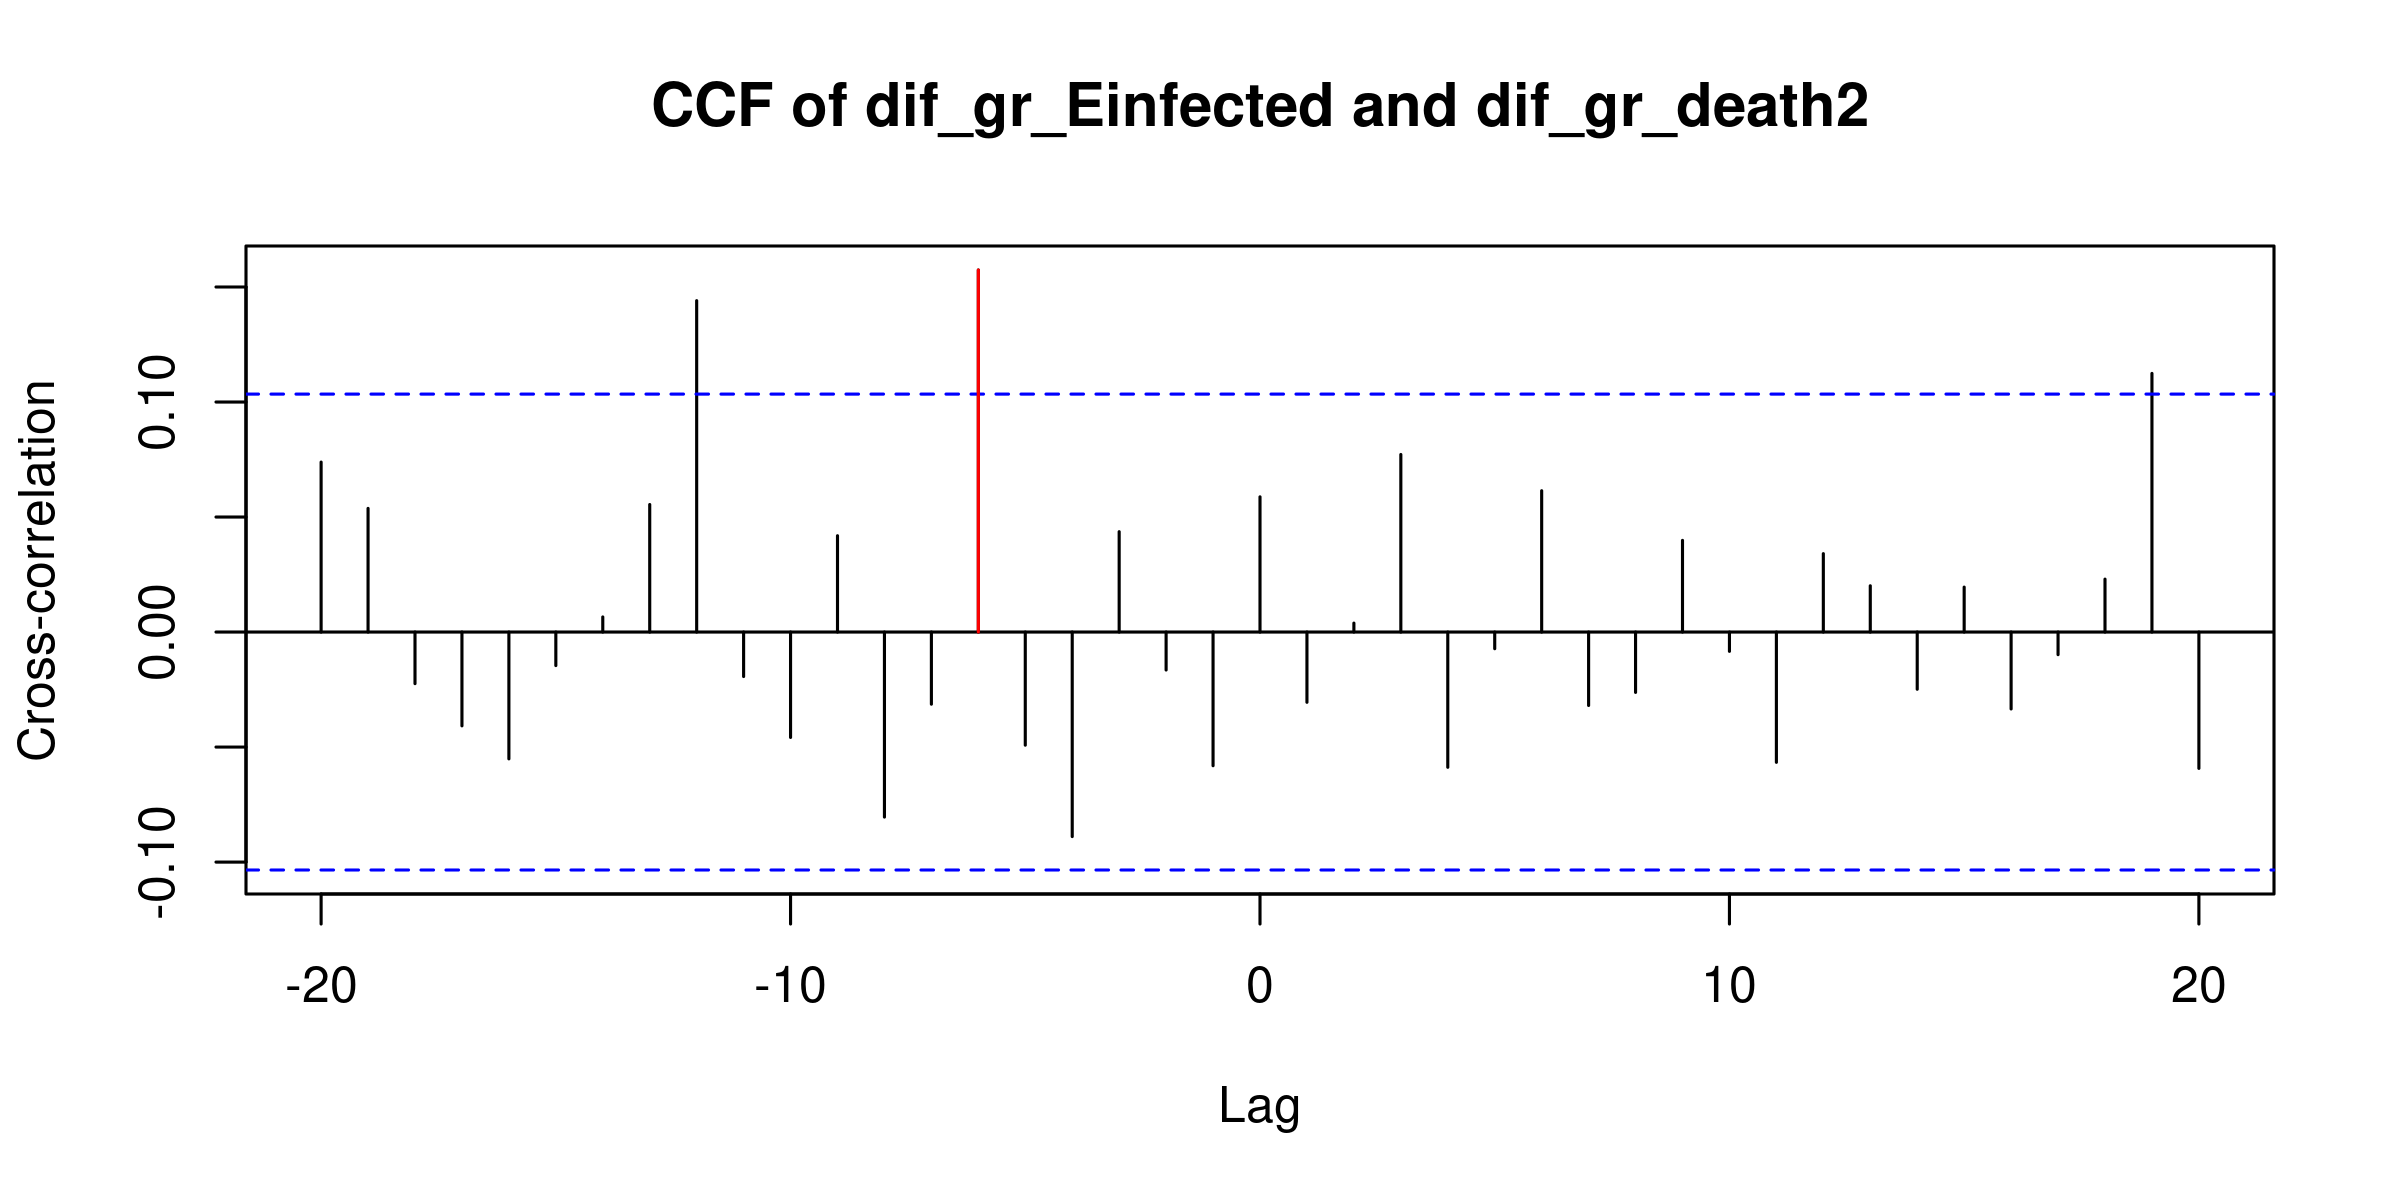 CCF of dif_gr_Einfected and dif_gr_death2
Cross-correlation
0.10
0.00
-0.10
-20 -10 0 10 20
Lag